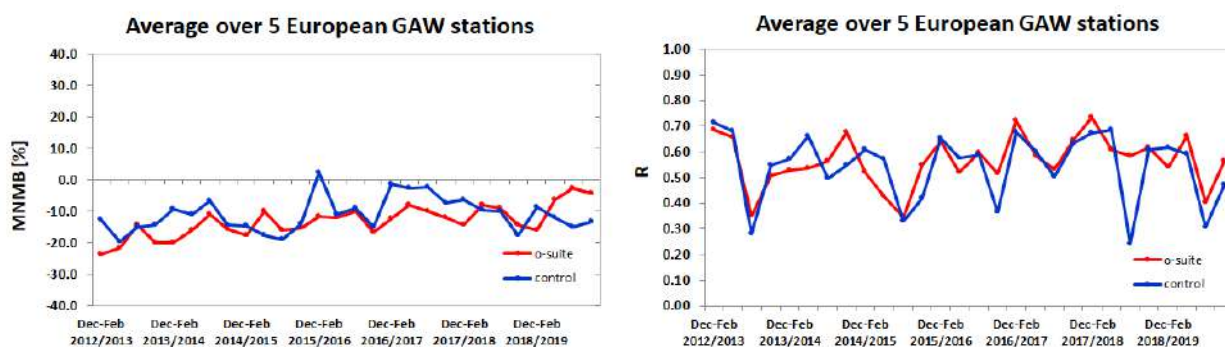 Average over 5 European GAW stations
40.0
30.0
20.0
10.0
0.0
-10.0
-20.0
-30.0
-40.0
MNMB [%]
o-suite
control
Dec-Feb Dec-Feb Dec-Feb Dec-Feb Dec-Feb Dec-Feb Dec-Feb
2012/2013 2013/2014 2014/2015 2015/2016 2016/2017 2017/2018 2018/2019
Average over 5 European GAW stations
1.00
0.90
0.80
0.70
0.60
0.50
0.40
0.30
0.20
0.10
0.00
R
o-suite
control
Dec-Feb Dec-Feb Dec-Feb Dec-Feb Dec-Feb Dec-Feb Dec-Feb
2012/2013 2013/2014 2014/2015 2015/2016 2016/2017 2017/2018 2018/2019